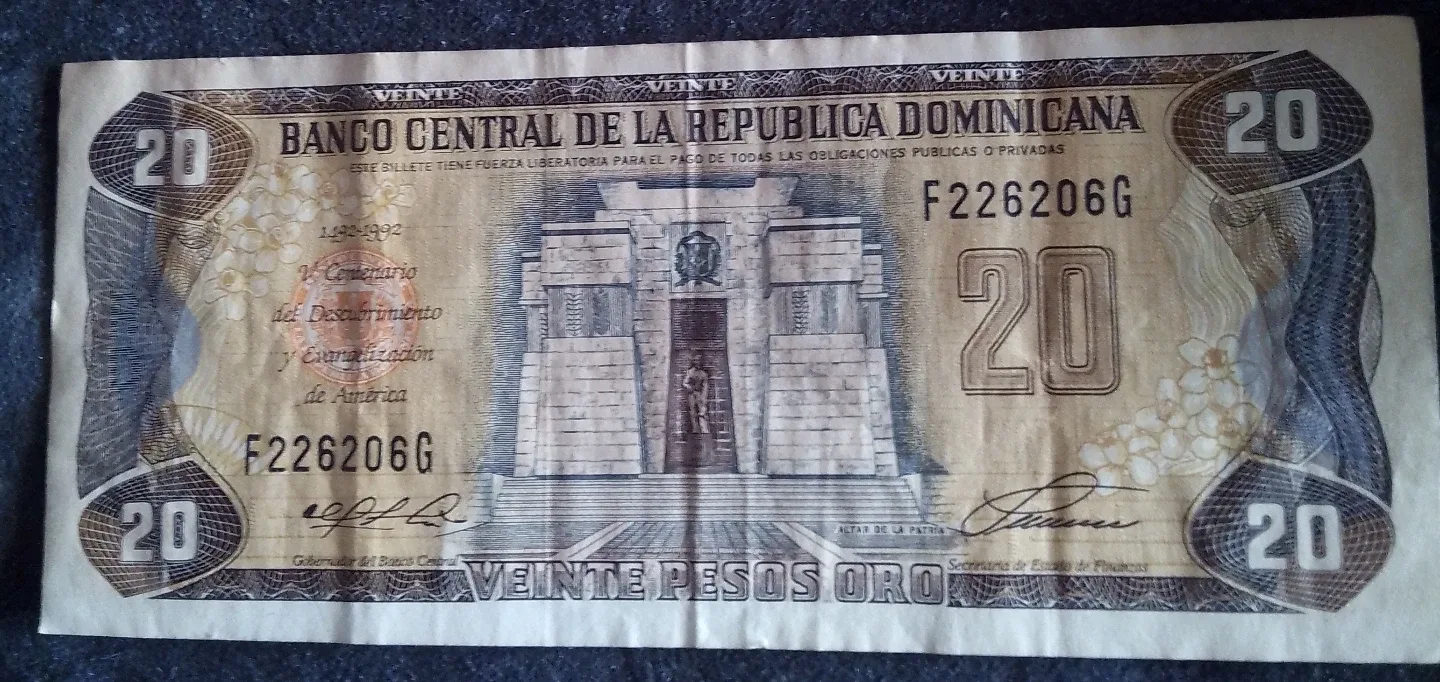 VEINTE VEINTE VEINTE
20 20
BANCO CENTRAL DE LA REPUBLICA DOMINICANA
ESTE BILLETE TIENE FUERZA LIBERATORIA PARA EL PAGO DE TODAS LAS OBLIGACIONES PUBLICAS O PRIVADAS
F226206G
1492-1992
V Centenario
del Descubrimiento
y Evangelización
de América
20
F226206G
ALTAR DE LA PATRIA
20 20
Gobernador del Banco Central
Secretario de Estado de Finanzas
VEINTE PESOS ORO